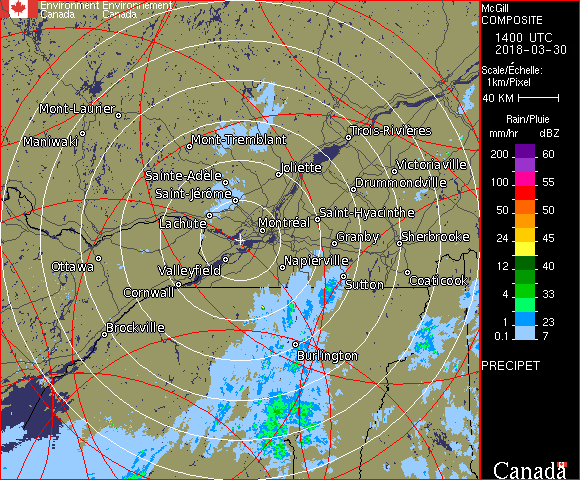 Environment Environnement
Canada Canada
McGill
COMPOSITE
1400 UTC
2018-03-30
Scale/Échelle:
1km/Pixel
40 KM
Rain/Pluie
mm/hr dBZ
200 60
100 55
50 50
24 45
12 40
4 33
1 23
0.1 7
PRECIPET
Canada
Mont-Laurier
Maniwaki
Mont-Tremblant
Trois-Rivières
Joliette
Victoriaville
Sainte-Adèle
Drummondville
Saint-Jérôme
Saint-Hyacinthe
Lachute
Montréal
Granby
Sherbrooke
Ottawa
Valleyfield
Napierville
Coaticook
Cornwall
Sutton
Brockville
Burlington